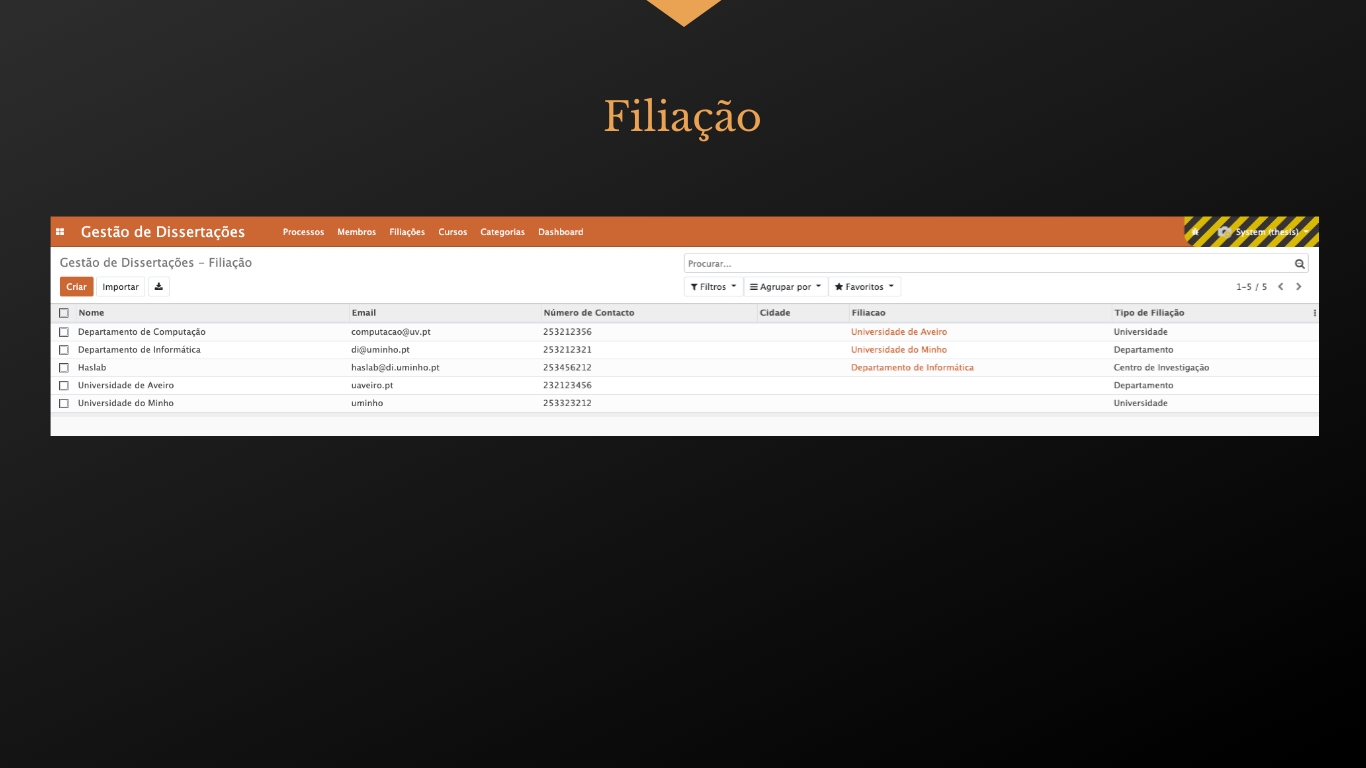 Filiação
Gestão de Dissertações Processos Membros Filiações Cursos Categorias Dashboard System (thesis)
Gestão de Dissertações - Filiação Procurar...
Criar Importar Filtros Agrupar por Favoritos 1-5 / 5
Nome Email Número de Contacto Cidade Filiacao Tipo de Filiação
Departamento de Computação computacao@uv.pt 253212356 Universidade de Aveiro Universidade
Departamento de Informática di@uminho.pt 253212321 Universidade do Minho Departamento
Haslab haslab@di.uminho.pt 253456212 Departamento de Informática Centro de Investigação
Universidade de Aveiro uaveiro.pt 232123456 Departamento
Universidade do Minho uminho 253323212 Universidade